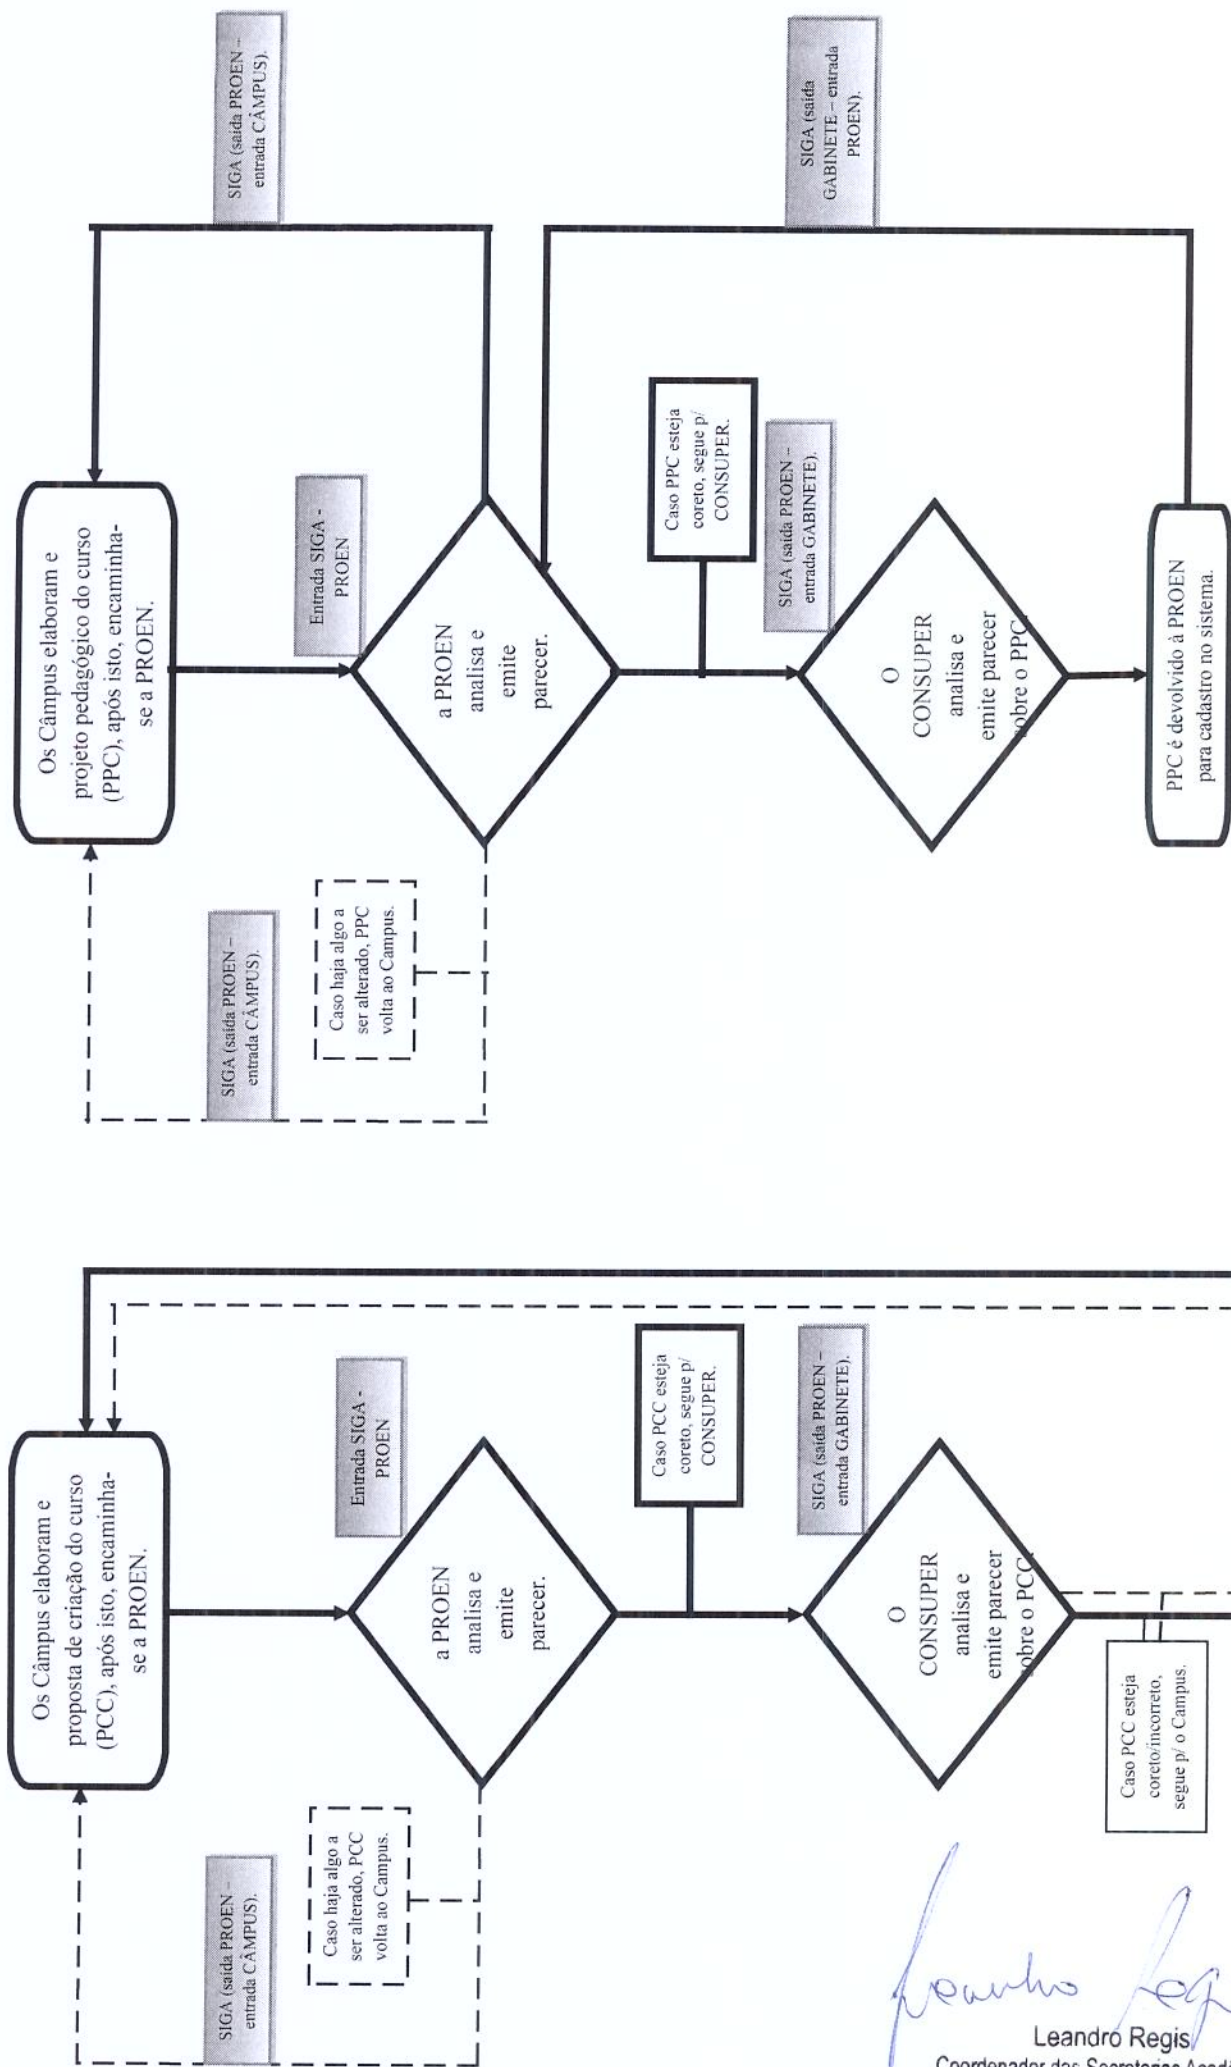 Os Câmpus elaboram e
proposta de criação do curso
(PCC), após isto, encaminha-
se a PROEN.
SIGA (saída PROEN –
entrada CÂMPUS).
Entrada SIGA -
PROEN
Caso haja algo a
ser alterado, PCC
volta ao Campus.
a PROEN
analisa e
emite
parecer.
Caso PCC esteja
coreto, segue p/
CONSUPER.
SIGA (saída PROEN –
entrada GABINETE).
O
CONSUPER
analisa e
emite parecer
sobre o PCC.
Caso PCC esteja
coreto/incorreto,
segue p/ o Campus.
Os Câmpus elaboram e
projeto pedagógico do curso
(PPC), após isto, encaminha-
se a PROEN.
SIGA (saída PROEN –
entrada CÂMPUS).
SIGA (saída PROEN –
entrada CÂMPUS).
Entrada SIGA -
PROEN
Caso haja algo a
ser alterado, PPC
volta ao Campus.
a PROEN
analisa e
emite
parecer.
Caso PPC esteja
coreto, segue p/
CONSUPER.
SIGA (saída PROEN –
entrada GABINETE).
SIGA (saída
GABINETE – entrada
PROEN).
O
CONSUPER
analisa e
emite parecer
sobre o PPC.
PPC é devolvido à PROEN
para cadastro no sistema.
Leandro Regis